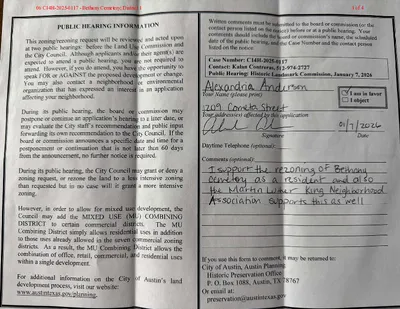 06 C14H-2025-0117 - Bethany Cemetery; District 1
4 of 4
PUBLIC HEARING INFORMATION
This zoning/rezoning request will be reviewed and acted upon
at two public hearings: before the Land Use Commission and
the City Council. Although applicants and/or their agent(s) are
expected to attend a public hearing, you are not required to
attend. However, if you do attend, you have the opportunity to
speak FOR or AGAINST the proposed development or change.
You may also contact a neighborhood or environmental
organization that has expressed an interest in an application
affecting your neighborhood.
During its public hearing, the board or commission may
postpone or continue an application's hearing to a later date, or
may evaluate the City staff's recommendation and public input
forwarding its own recommendation to the City Council. If the
board or commission announces a specific date and time for a
postponement or continuation that is not later than 60 days
from the announcement, no further notice is required.
During its public hearing, the City Council may grant or deny a
zoning request, or rezone the land to a less intensive zoning
than requested but in no case will it grant a more intensive
zoning.
However, in order to allow for mixed use development, the
Council may add the MIXED USE (MU) COMBINING
DISTRICT to certain commercial districts. The MU
Combining District simply allows residential uses in addition
to those uses already allowed in the seven commercial zoning
districts. As a result, the MU Combining District allows the
combination of office, retail, commercial, and residential uses
within a single development.
For additional information on the City of Austin's land
development process, visit our website:
www.austintexas.gov/planning.
Written comments must be submitted to the board or commission (or the
contact person listed on the notice) before or at a public hearing. Your
comments should include the board or commission's name, the scheduled
date of the public hearing, and the Case Number and the contact person
listed on the notice.
Case Number: C14H-2025-0117
Contact: Kalan Contreras, 512-974-2727
Public Hearing: Historic Landmark Commission, January 7, 2026
Alexandria Anderson
Your Name (please print)
I am in favor
I object
1209 Cometa Street
Your address(es) affected by this application
01/7/2026
Signature
Date
Daytime Telephone (optional):
Comments (optional):
I support the rezoning of Bethany
Cemetery as a resident and also
the Martin Luther King Neighborhood
Association supports this as well
If you use this form to comment, it may be returned to:
City of Austin, Austin Planning
Historic Preservation Office
P. O. Box 1088, Austin, TX 78767
Or email at:
preservation@austintexas.gov